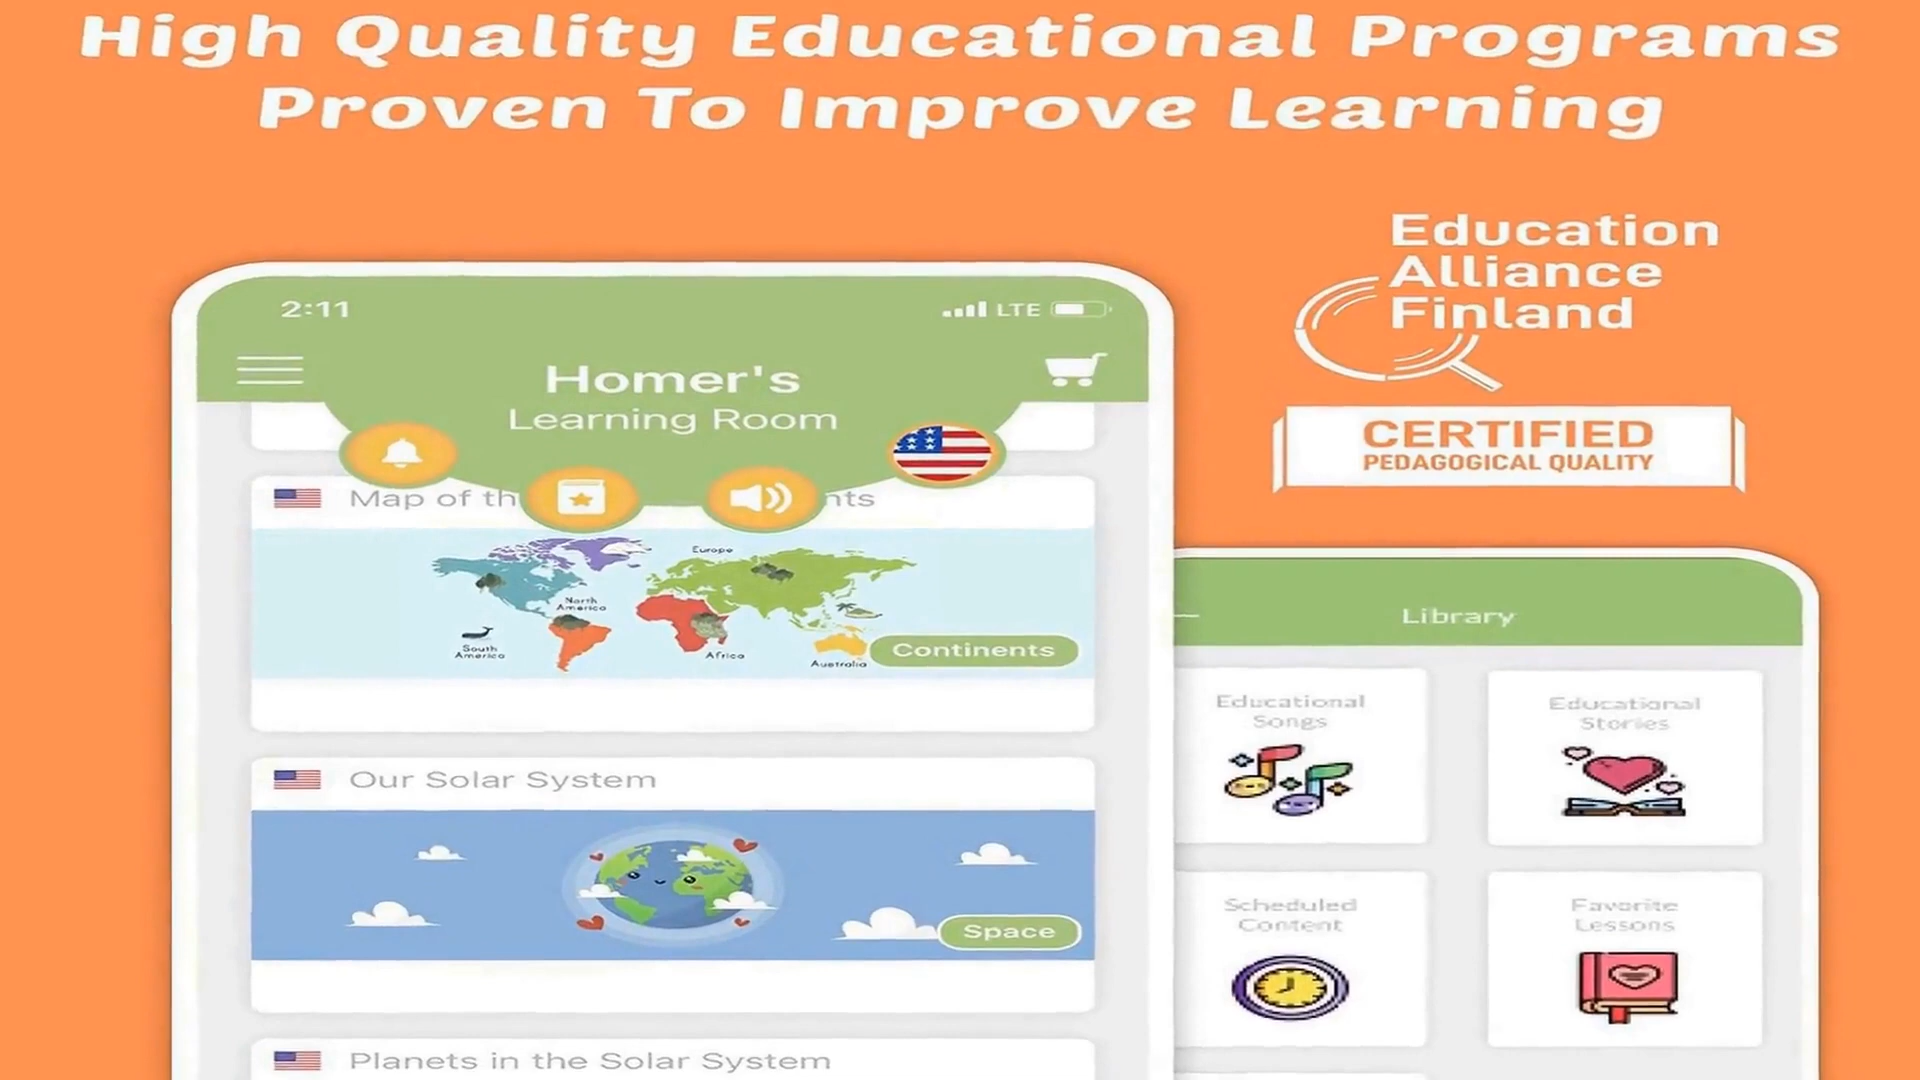 High Quality Educational Programs
Proven To Improve Learning
Education
Alliance
Finland
CERTIFIED
PEDAGOGICAL QUALITY
2:11
LTE
Homer's
Learning Room
Map of th
nts
Europe
North
America
South
America
Africa
Australia
Continents
Our Solar System
Space
Planets in the Solar System
Library
Educational
Songs
Educational
Stories
Scheduled
Content
Favorite
Lessons